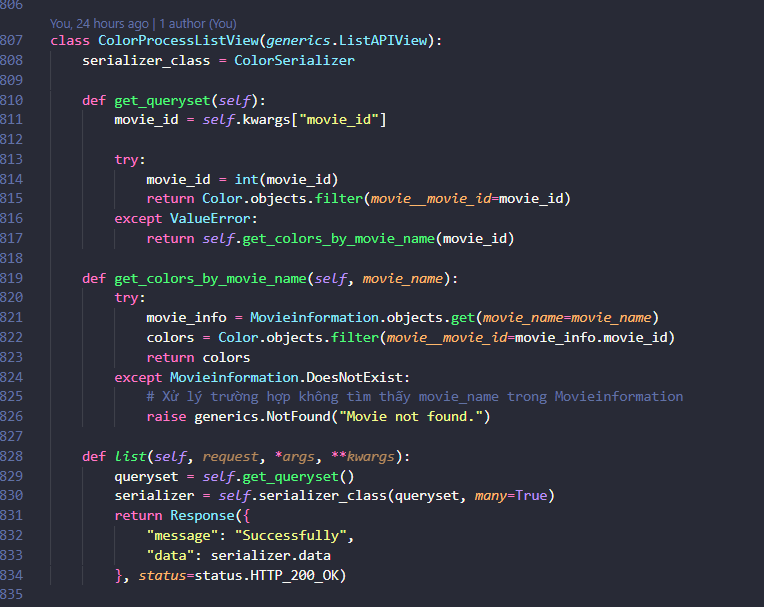 806
You, 24 hours ago | 1 author (You)
807 class ColorProcessListView(generics.ListAPIView):
808     serializer_class = ColorSerializer
809
810     def get_queryset(self):
811         movie_id = self.kwargs["movie_id"]
812
813         try:
814             movie_id = int(movie_id)
815             return Color.objects.filter(movie__movie_id=movie_id)
816         except ValueError:
817             return self.get_colors_by_movie_name(movie_id)
818
819     def get_colors_by_movie_name(self, movie_name):
820         try:
821             movie_info = Movieinformation.objects.get(movie_name=movie_name)
822             colors = Color.objects.filter(movie__movie_id=movie_info.movie_id)
823             return colors
824         except Movieinformation.DoesNotExist:
825             # Xử lý trường hợp không tìm thấy movie_name trong Movieinformation
826             raise generics.NotFound("Movie not found.")
827
828     def list(self, request, *args, **kwargs):
829         queryset = self.get_queryset()
830         serializer = self.serializer_class(queryset, many=True)
831         return Response({
832             "message": "Successfully",
833             "data": serializer.data
834         }, status=status.HTTP_200_OK)
835